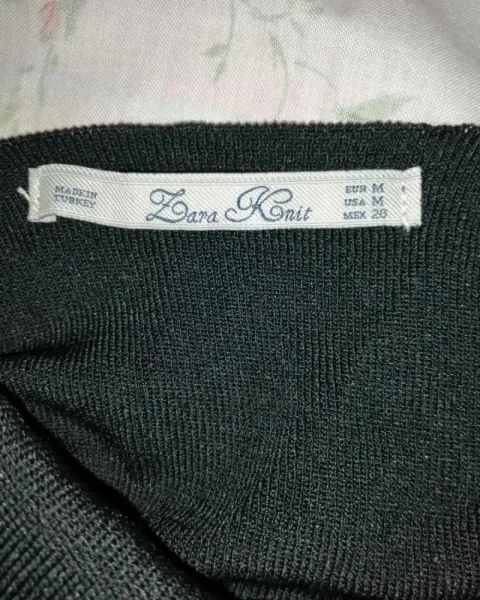 MADE IN
TURKEY
Zara Knit
EUR M
USA M
MEX 28